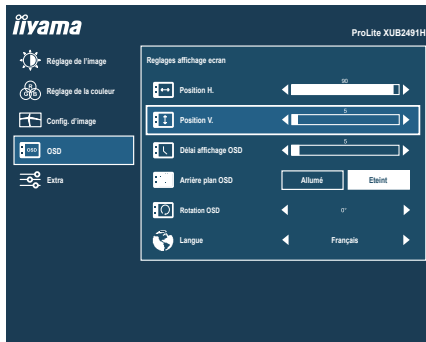 iiyama
ProLite XUB2491H
Réglage de l'image
Réglage de la couleur
Config. d'image
OSD
OSD
Extra
Reglages affichage ecran
Position H.
90
Position V.
5
Délai affichage OSD
5
Arrière plan OSD
Allumé
Eteint
Rotation OSD
0°
Langue
Français